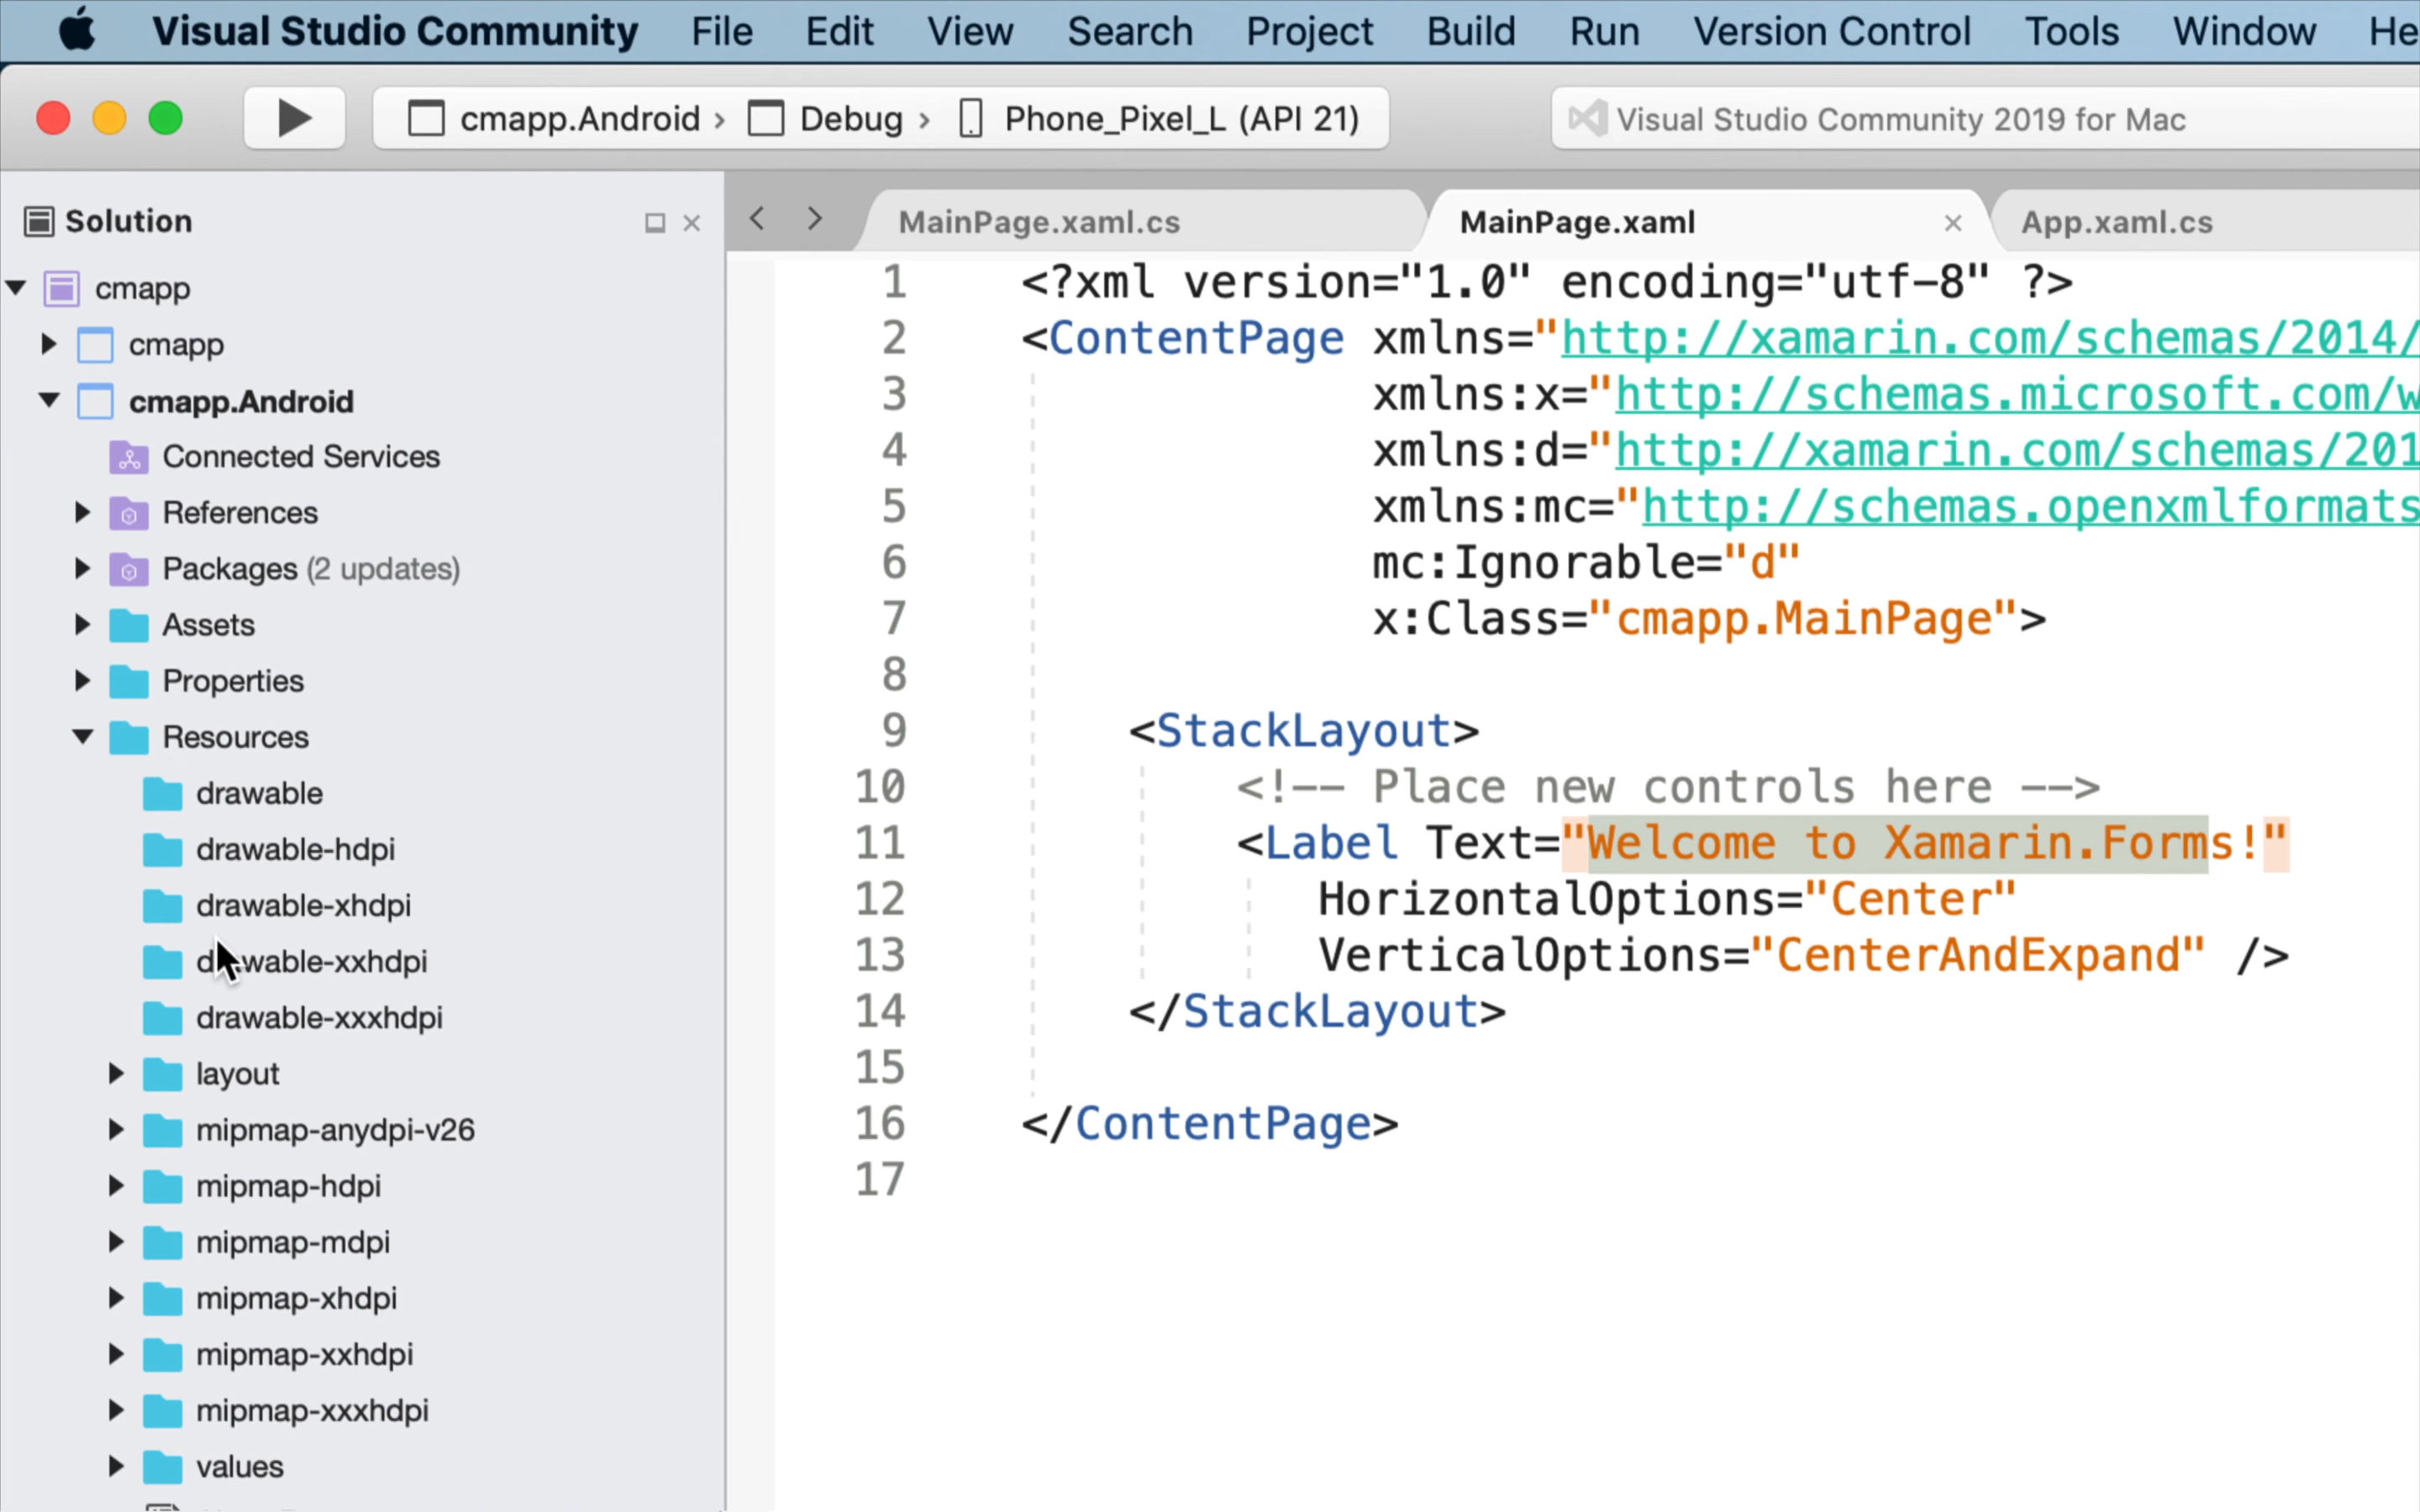 Visual Studio Community File Edit View Search Project Build Run Version Control Tools Window He
cmapp.Android › Debug › Phone_Pixel_L (API 21)
Visual Studio Community 2019 for Mac
Solution
cmapp
cmapp
cmapp.Android
Connected Services
References
Packages (2 updates)
Assets
Properties
Resources
drawable
drawable-hdpi
drawable-xhdpi
drawable-xxhdpi
drawable-xxxhdpi
layout
mipmap-anydpi-v26
mipmap-hdpi
mipmap-mdpi
mipmap-xhdpi
mipmap-xxhdpi
mipmap-xxxhdpi
values
MainPage.xaml.cs MainPage.xaml App.xaml.cs
1 <?xml version="1.0" encoding="utf-8" ?>
2 <ContentPage xmlns="http://xamarin.com/schemas/2014/
3 xmlns:x="http://schemas.microsoft.com/w
4 xmlns:d="http://xamarin.com/schemas/201
5 xmlns:mc="http://schemas.openxmlformats
6 mc:Ignorable="d"
7 x:Class="cmapp.MainPage">
8
9 <StackLayout>
10 <!-- Place new controls here -->
11 <Label Text="Welcome to Xamarin.Forms!"
12 HorizontalOptions="Center"
13 VerticalOptions="CenterAndExpand" />
14 </StackLayout>
15
16 </ContentPage>
17